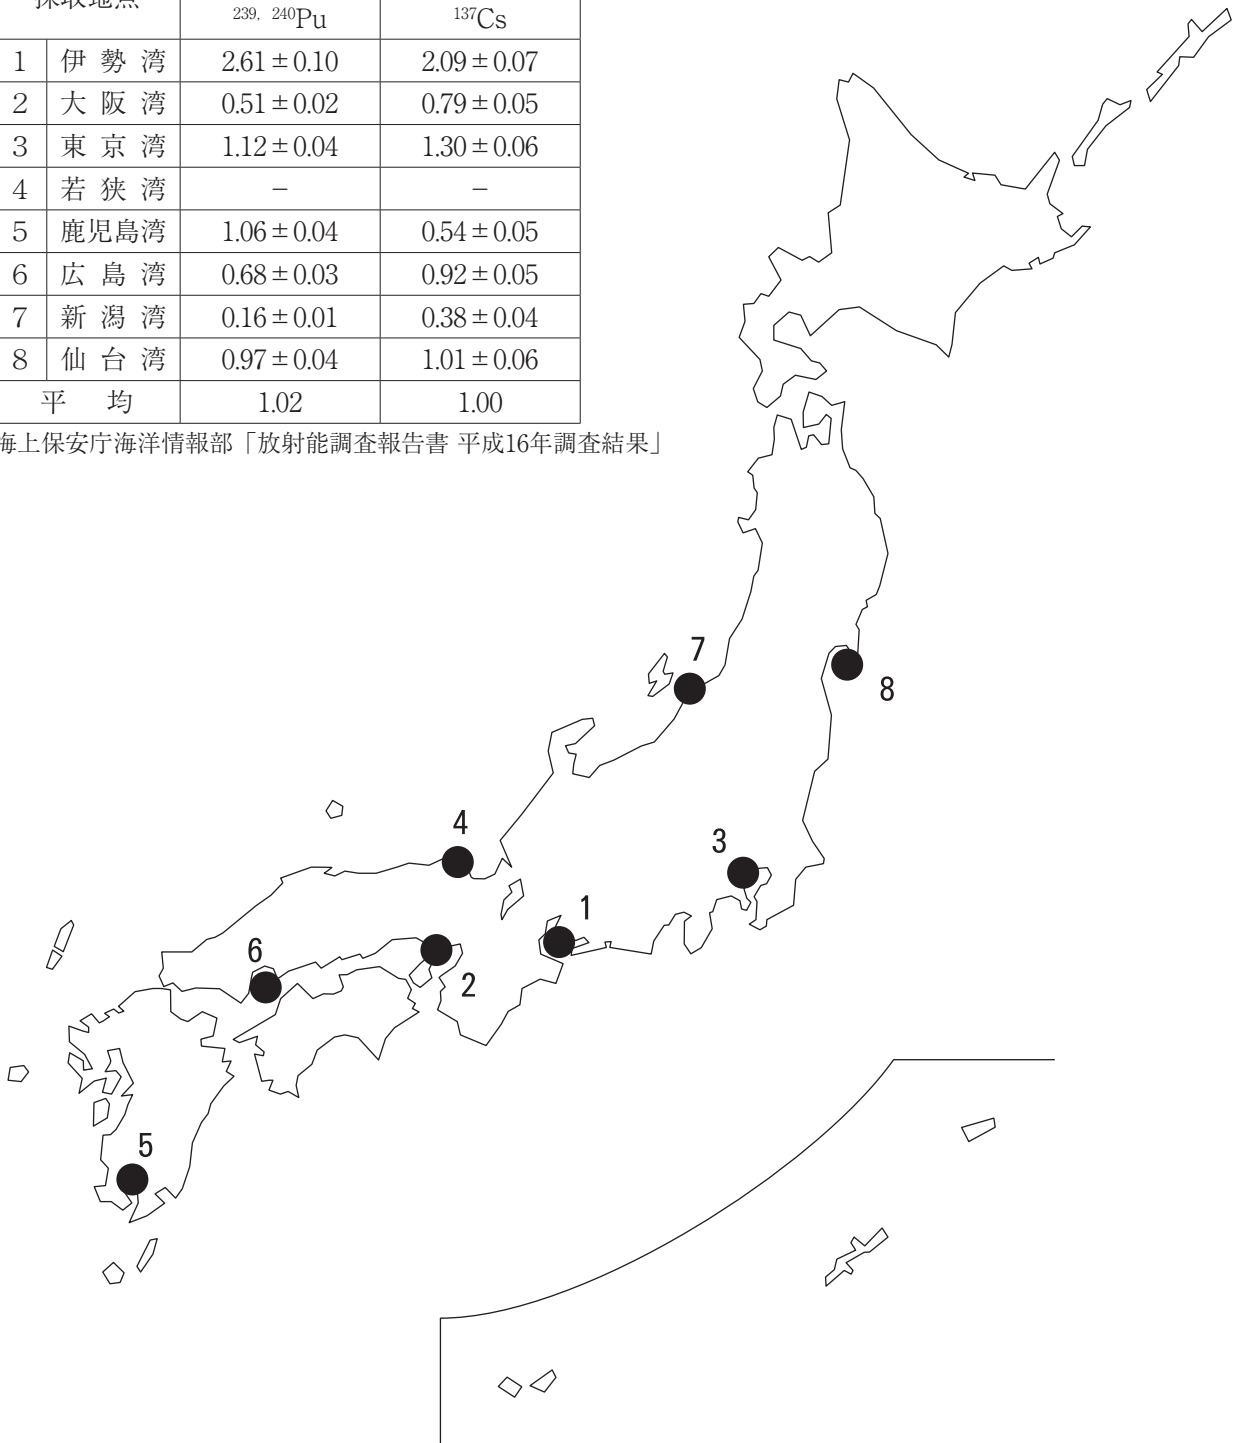 採取地点
239, 240Pu 137Cs
1 伊勢湾 2.61±0.10 2.09±0.07
2 大阪湾 0.51±0.02 0.79±0.05
3 東京湾 1.12±0.04 1.30±0.06
4 若狭湾 − −
5 鹿児島湾 1.06±0.04 0.54±0.05
6 広島湾 0.68±0.03 0.92±0.05
7 新潟湾 0.16±0.01 0.38±0.04
8 仙台湾 0.97±0.04 1.01±0.06
平均 1.02 1.00
海上保安庁海洋情報部「放射能調査報告書 平成16年調査結果」
7
8
4
3
1
6
2
5